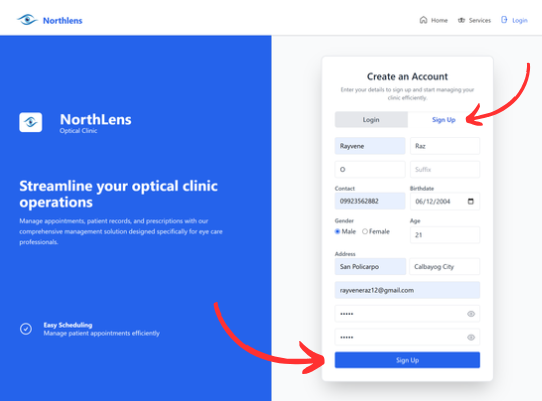 Northlens
Home Services Login
NorthLens
Optical Clinic
Streamline your optical clinic
operations
Manage appointments, patient records, and prescriptions with our
comprehensive management solution designed specifically for eye care
professionals.
Easy Scheduling
Manage patient appointments efficiently
Create an Account
Enter your details to sign up and start managing your
clinic efficiently.
Login Sign Up
Rayvene Raz
O Suffix
Contact Birthdate
09923562882 06/12/2004
Gender Age
Male Female 21
Address
San Policarpo Calbayog City
rayveneraz12@gmail.com
•••••
•••••
Sign Up